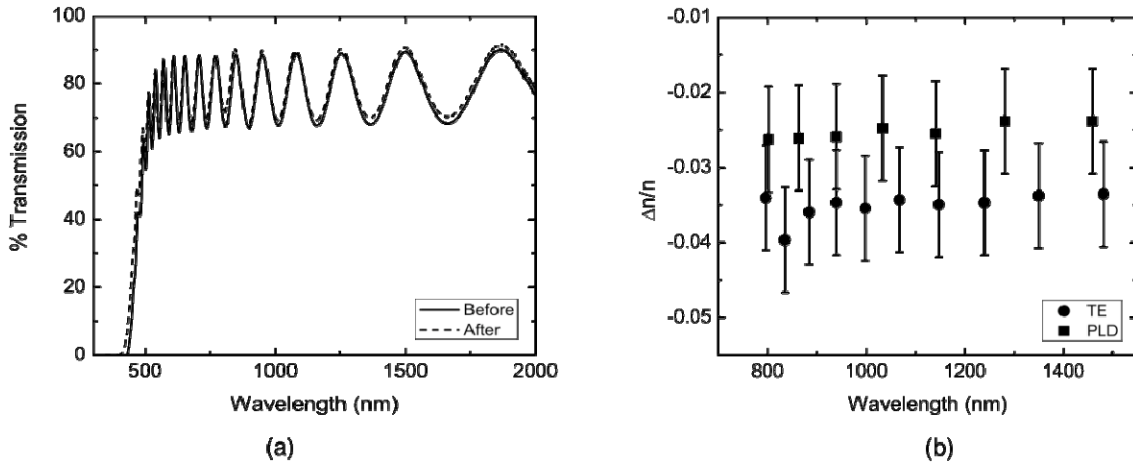 100
80
60
40
20
0
% Transmission
500
1000
1500
2000
Wavelength (nm)
Before
After
(a)
-0.01
-0.02
-0.03
-0.04
-0.05
Δn/n
800
1000
1200
1400
Wavelength (nm)
TE
PLD
(b)